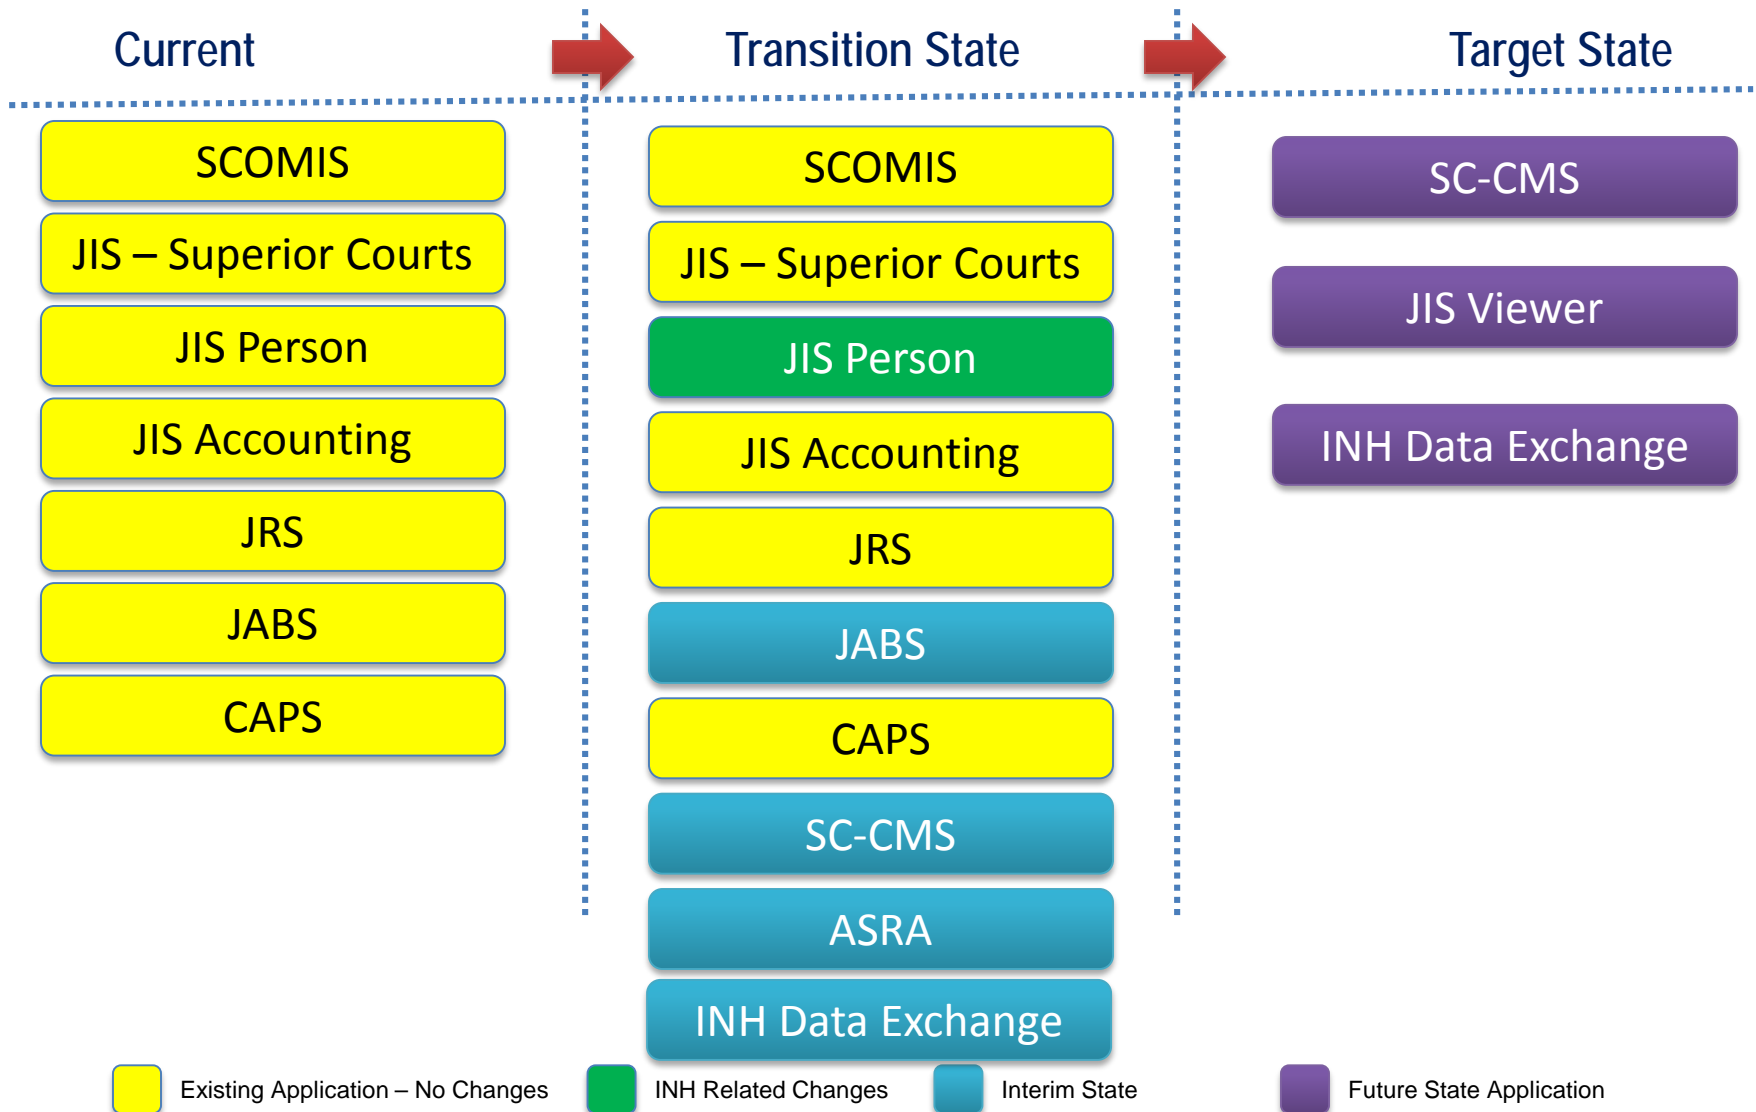 Current
Transition State
Target State
SCOMIS
JIS – Superior Courts
JIS Person
JIS Accounting
JRS
JABS
CAPS
SCOMIS
JIS – Superior Courts
JIS Person
JIS Accounting
JRS
JABS
CAPS
SC-CMS
ASRA
INH Data Exchange
SC-CMS
JIS Viewer
INH Data Exchange
Existing Application – No Changes
INH Related Changes
Interim State
Future State Application